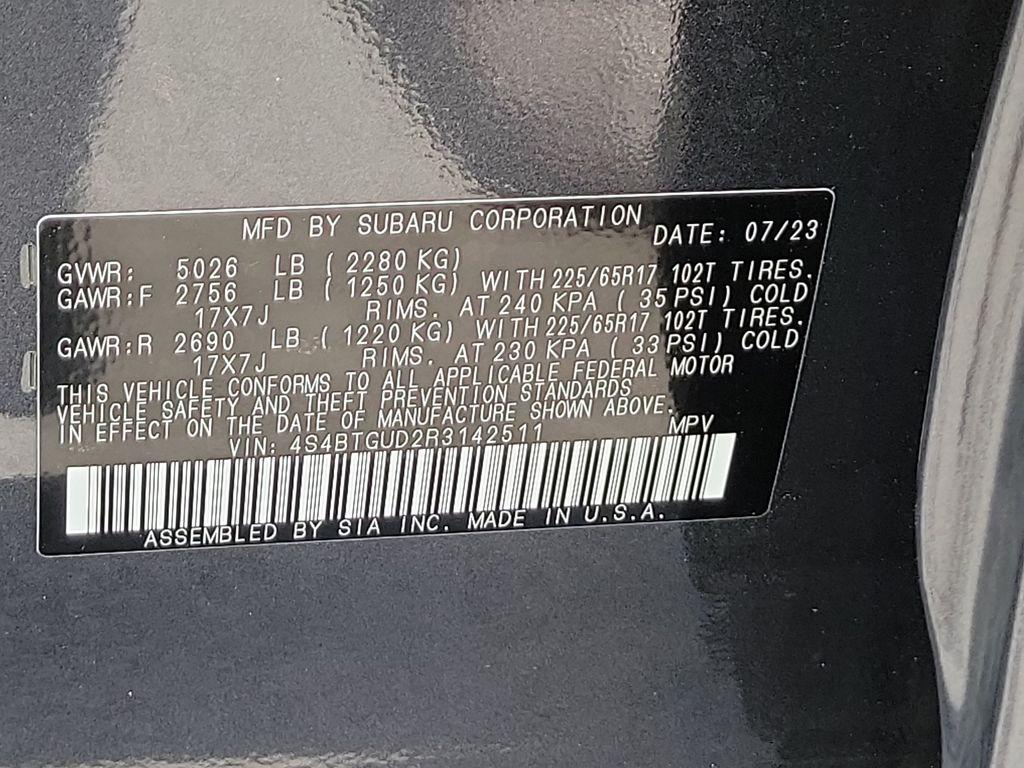 MFD BY SUBARU CORPORATION DATE: 07/23
GVWR: 5026 LB ( 2280 KG)
GAWR:F 2756 LB ( 1250 KG) WITH 225/65R17 102T TIRES.
17X7J RIMS. AT 240 KPA ( 35 PSI) COLD
GAWR:R 2690 LB ( 1220 KG) WITH 225/65R17 102T TIRES.
17X7J RIMS. AT 230 KPA ( 33 PSI) COLD
THIS VEHICLE CONFORMS TO ALL APPLICABLE FEDERAL MOTOR
VEHICLE SAFETY AND THEFT PREVENTION STANDARDS
IN EFFECT ON THE DATE OF MANUFACTURE SHOWN ABOVE.
VIN: 4S4BTGUD2R3142511 MPV
ASSEMBLED BY SIA INC. MADE IN U.S.A.